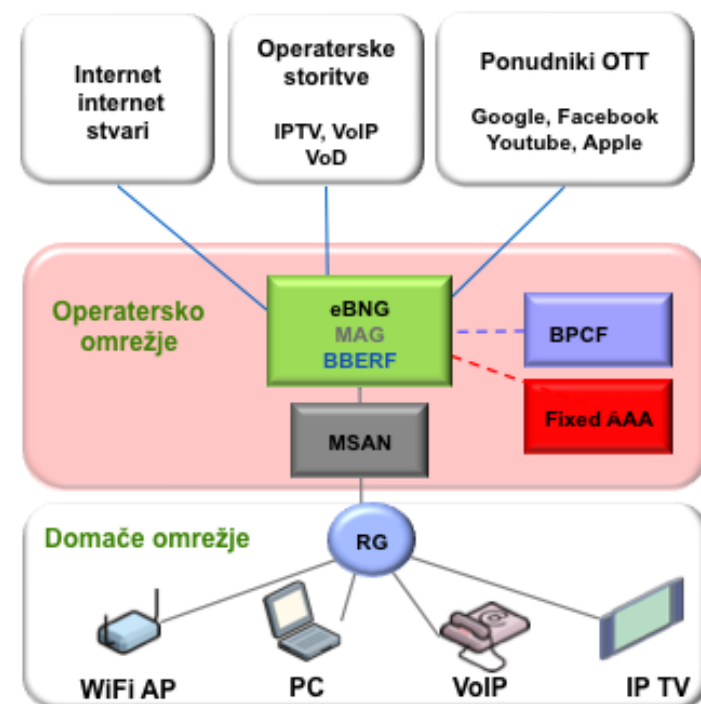 Internet
internet
stvari
Operaterske
storitve
IPTV, VoIP
VoD
Ponudniki OTT
Google, Facebook
Youtube, Apple
Operatersko
omrežje
eBNG
MAG
BBERF
BPCF
Fixed AAA
MSAN
Domače omrežje
RG
WiFi AP
PC
VoIP
IP TV